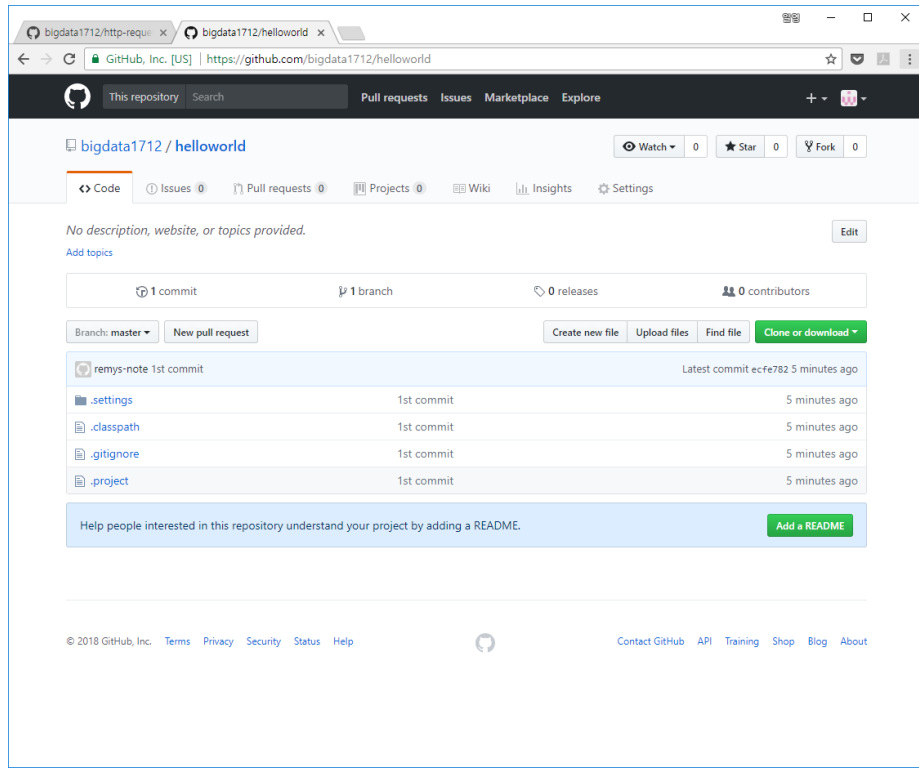 bigdata1712/http-reque
bigdata1712/helloworld
GitHub, Inc. [US] https://github.com/bigdata1712/helloworld
This repository Search Pull requests Issues Marketplace Explore
bigdata1712 / helloworld
Watch 0 Star 0 Fork 0
Code Issues 0 Pull requests 0 Projects 0 Wiki Insights Settings
No description, website, or topics provided.
Edit
Add topics
1 commit 1 branch 0 releases 0 contributors
Branch: master New pull request Create new file Upload files Find file Clone or download
remys-note 1st commit Latest commit ecfe782 5 minutes ago
.settings 1st commit 5 minutes ago
.classpath 1st commit 5 minutes ago
.gitignore 1st commit 5 minutes ago
.project 1st commit 5 minutes ago
Help people interested in this repository understand your project by adding a README. Add a README
© 2018 GitHub, Inc. Terms Privacy Security Status Help Contact GitHub API Training Shop Blog About